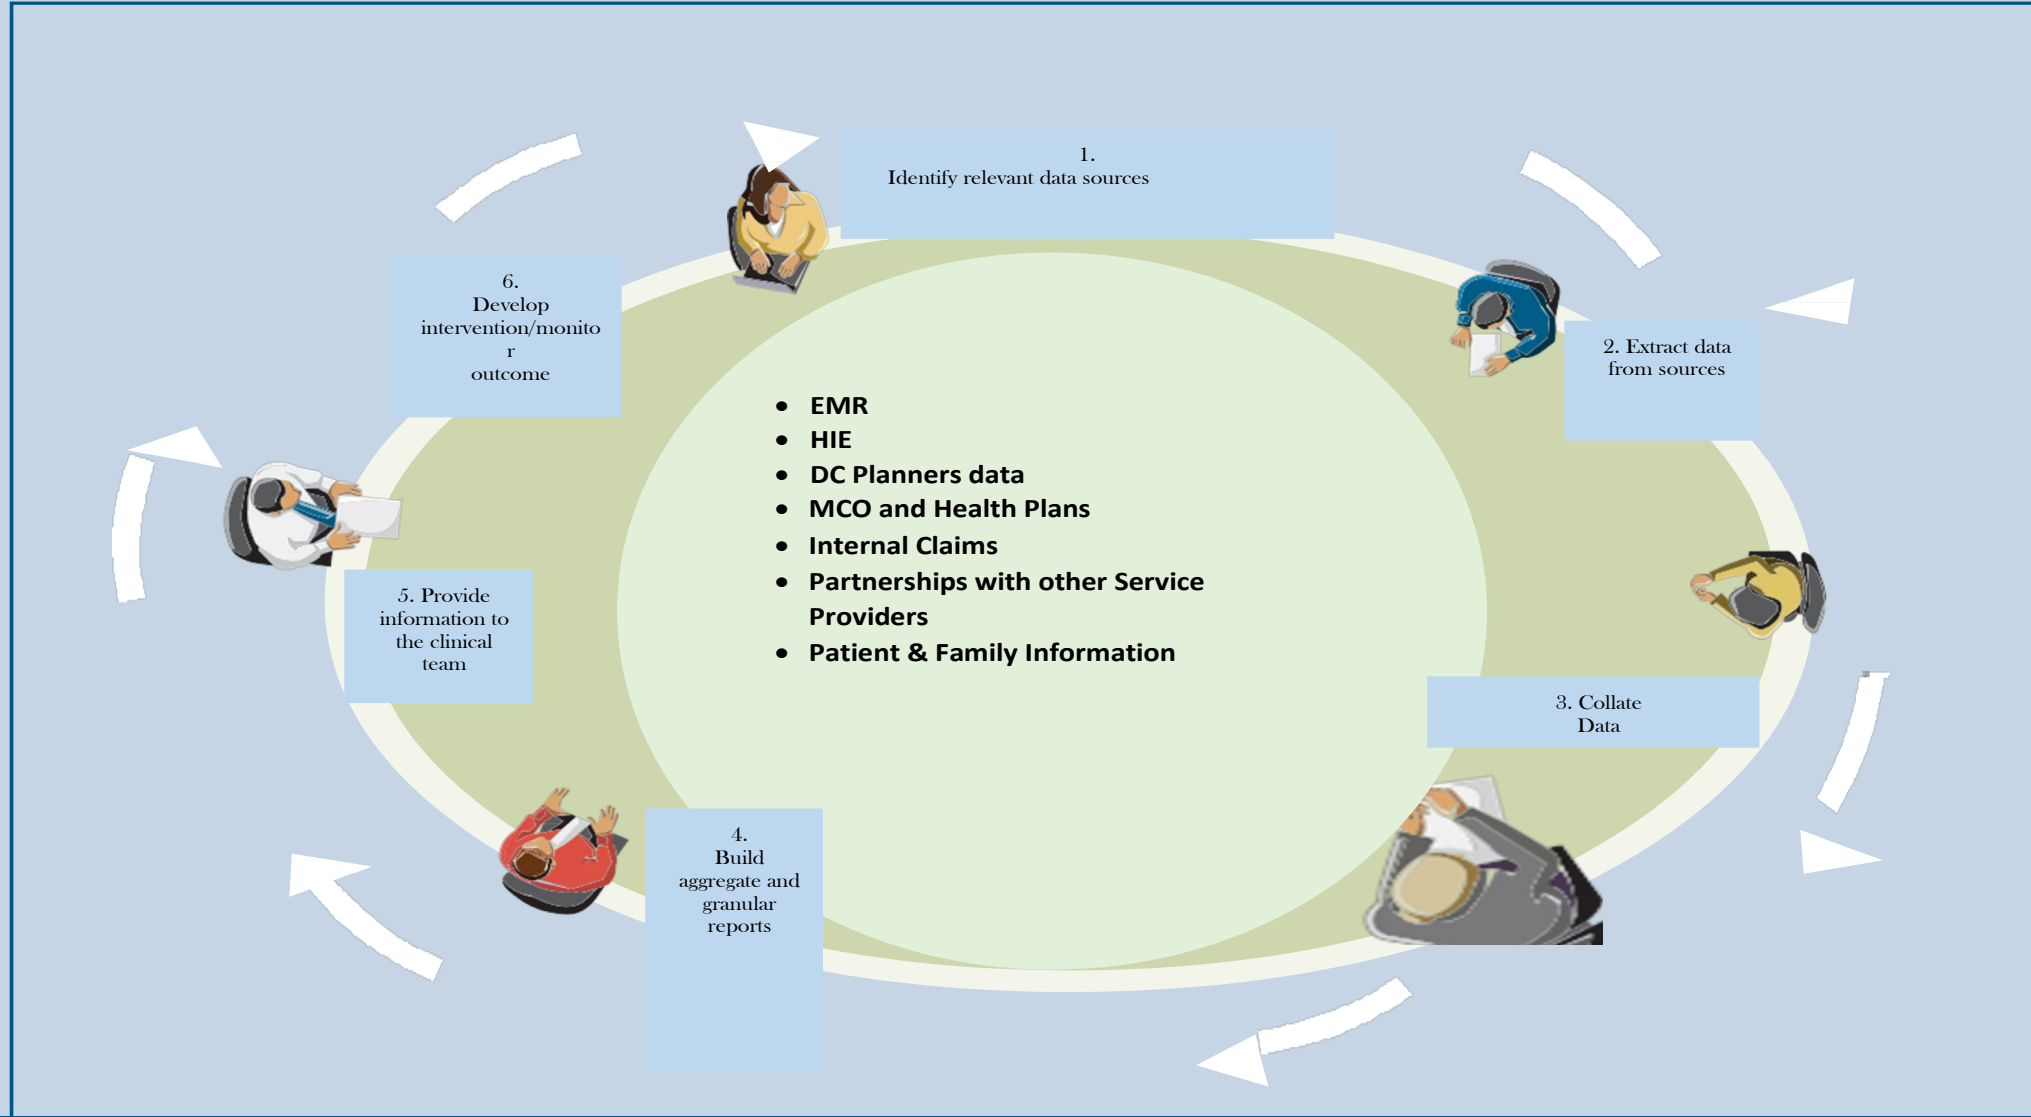 1.
Identify relevant data sources
2. Extract data
from sources
3. Collate
Data
4.
Build
aggregate and
granular
reports
5. Provide
information to
the clinical
team
6.
Develop
intervention/monito
r
outcome
• EMR
• HIE
• DC Planners data
• MCO and Health Plans
• Internal Claims
• Partnerships with other Service
Providers
• Patient & Family Information